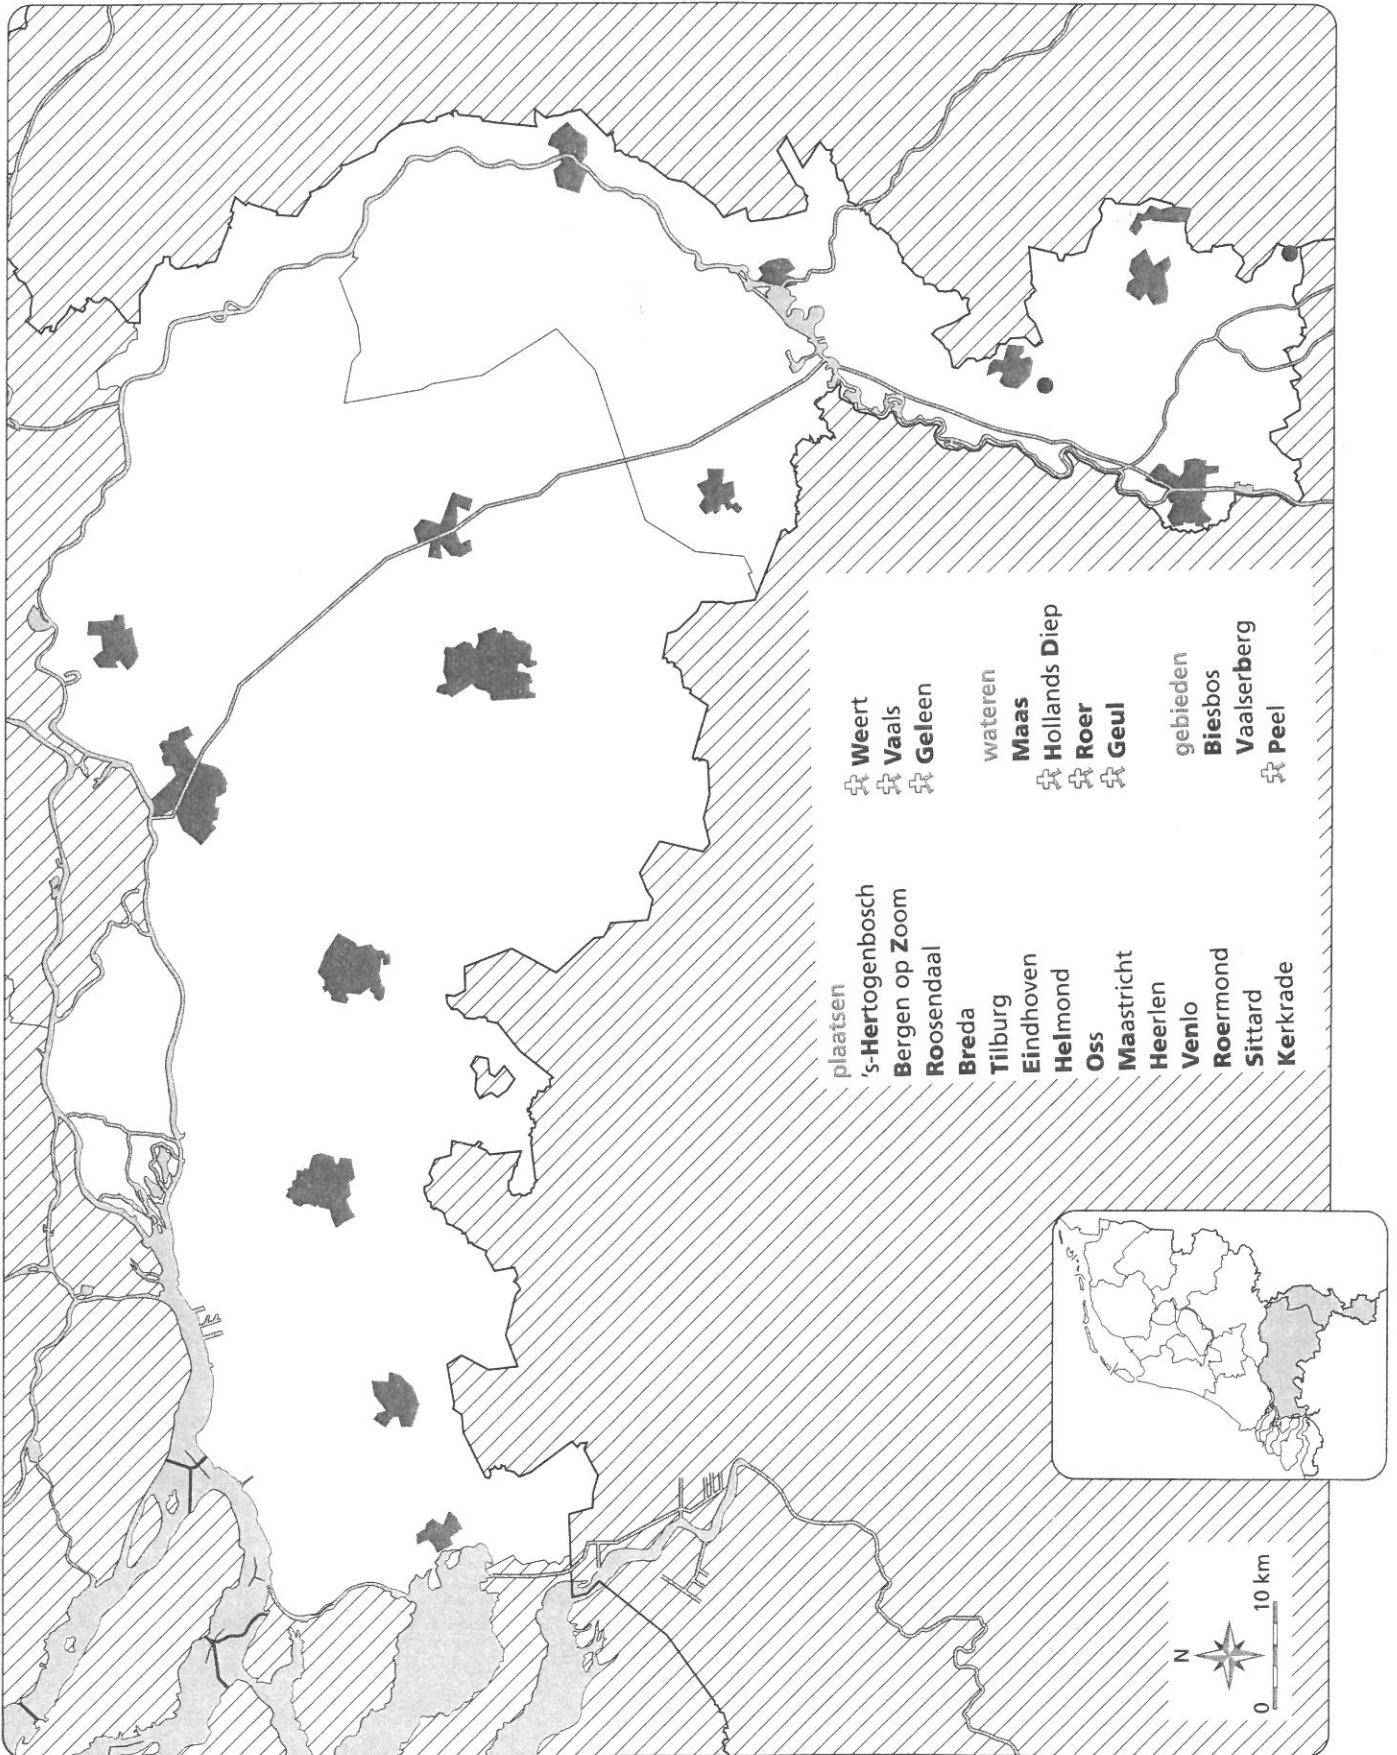 plaatsen
's-Hertogenbosch
Bergen op Zoom
Roosendaal
Breda
Tilburg
Eindhoven
Helmond
Oss
Maastricht
Heerlen
Venlo
Roermond
Sittard
Kerkrade
Weert
Vaals
Geleen
wateren
Maas
Hollands Diep
Roer
Geul
gebieden
Biesbos
Vaalserberg
Peel
N
0 10 km